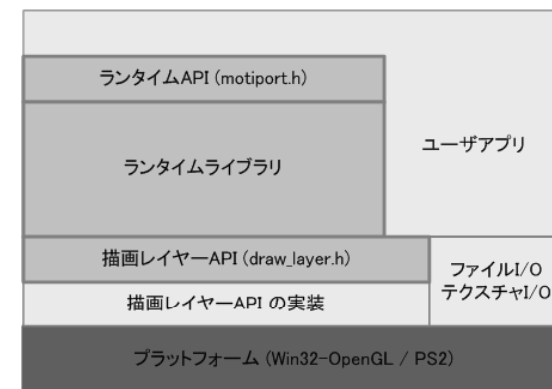 ランタイムAPI (motiport.h)
ランタイムライブラリ
ユーザアプリ
描画レイヤーAPI (draw_layer.h)
ファイルI/O
テクスチャI/O
描画レイヤーAPI の実装
プラットフォーム (Win32-OpenGL / PS2)